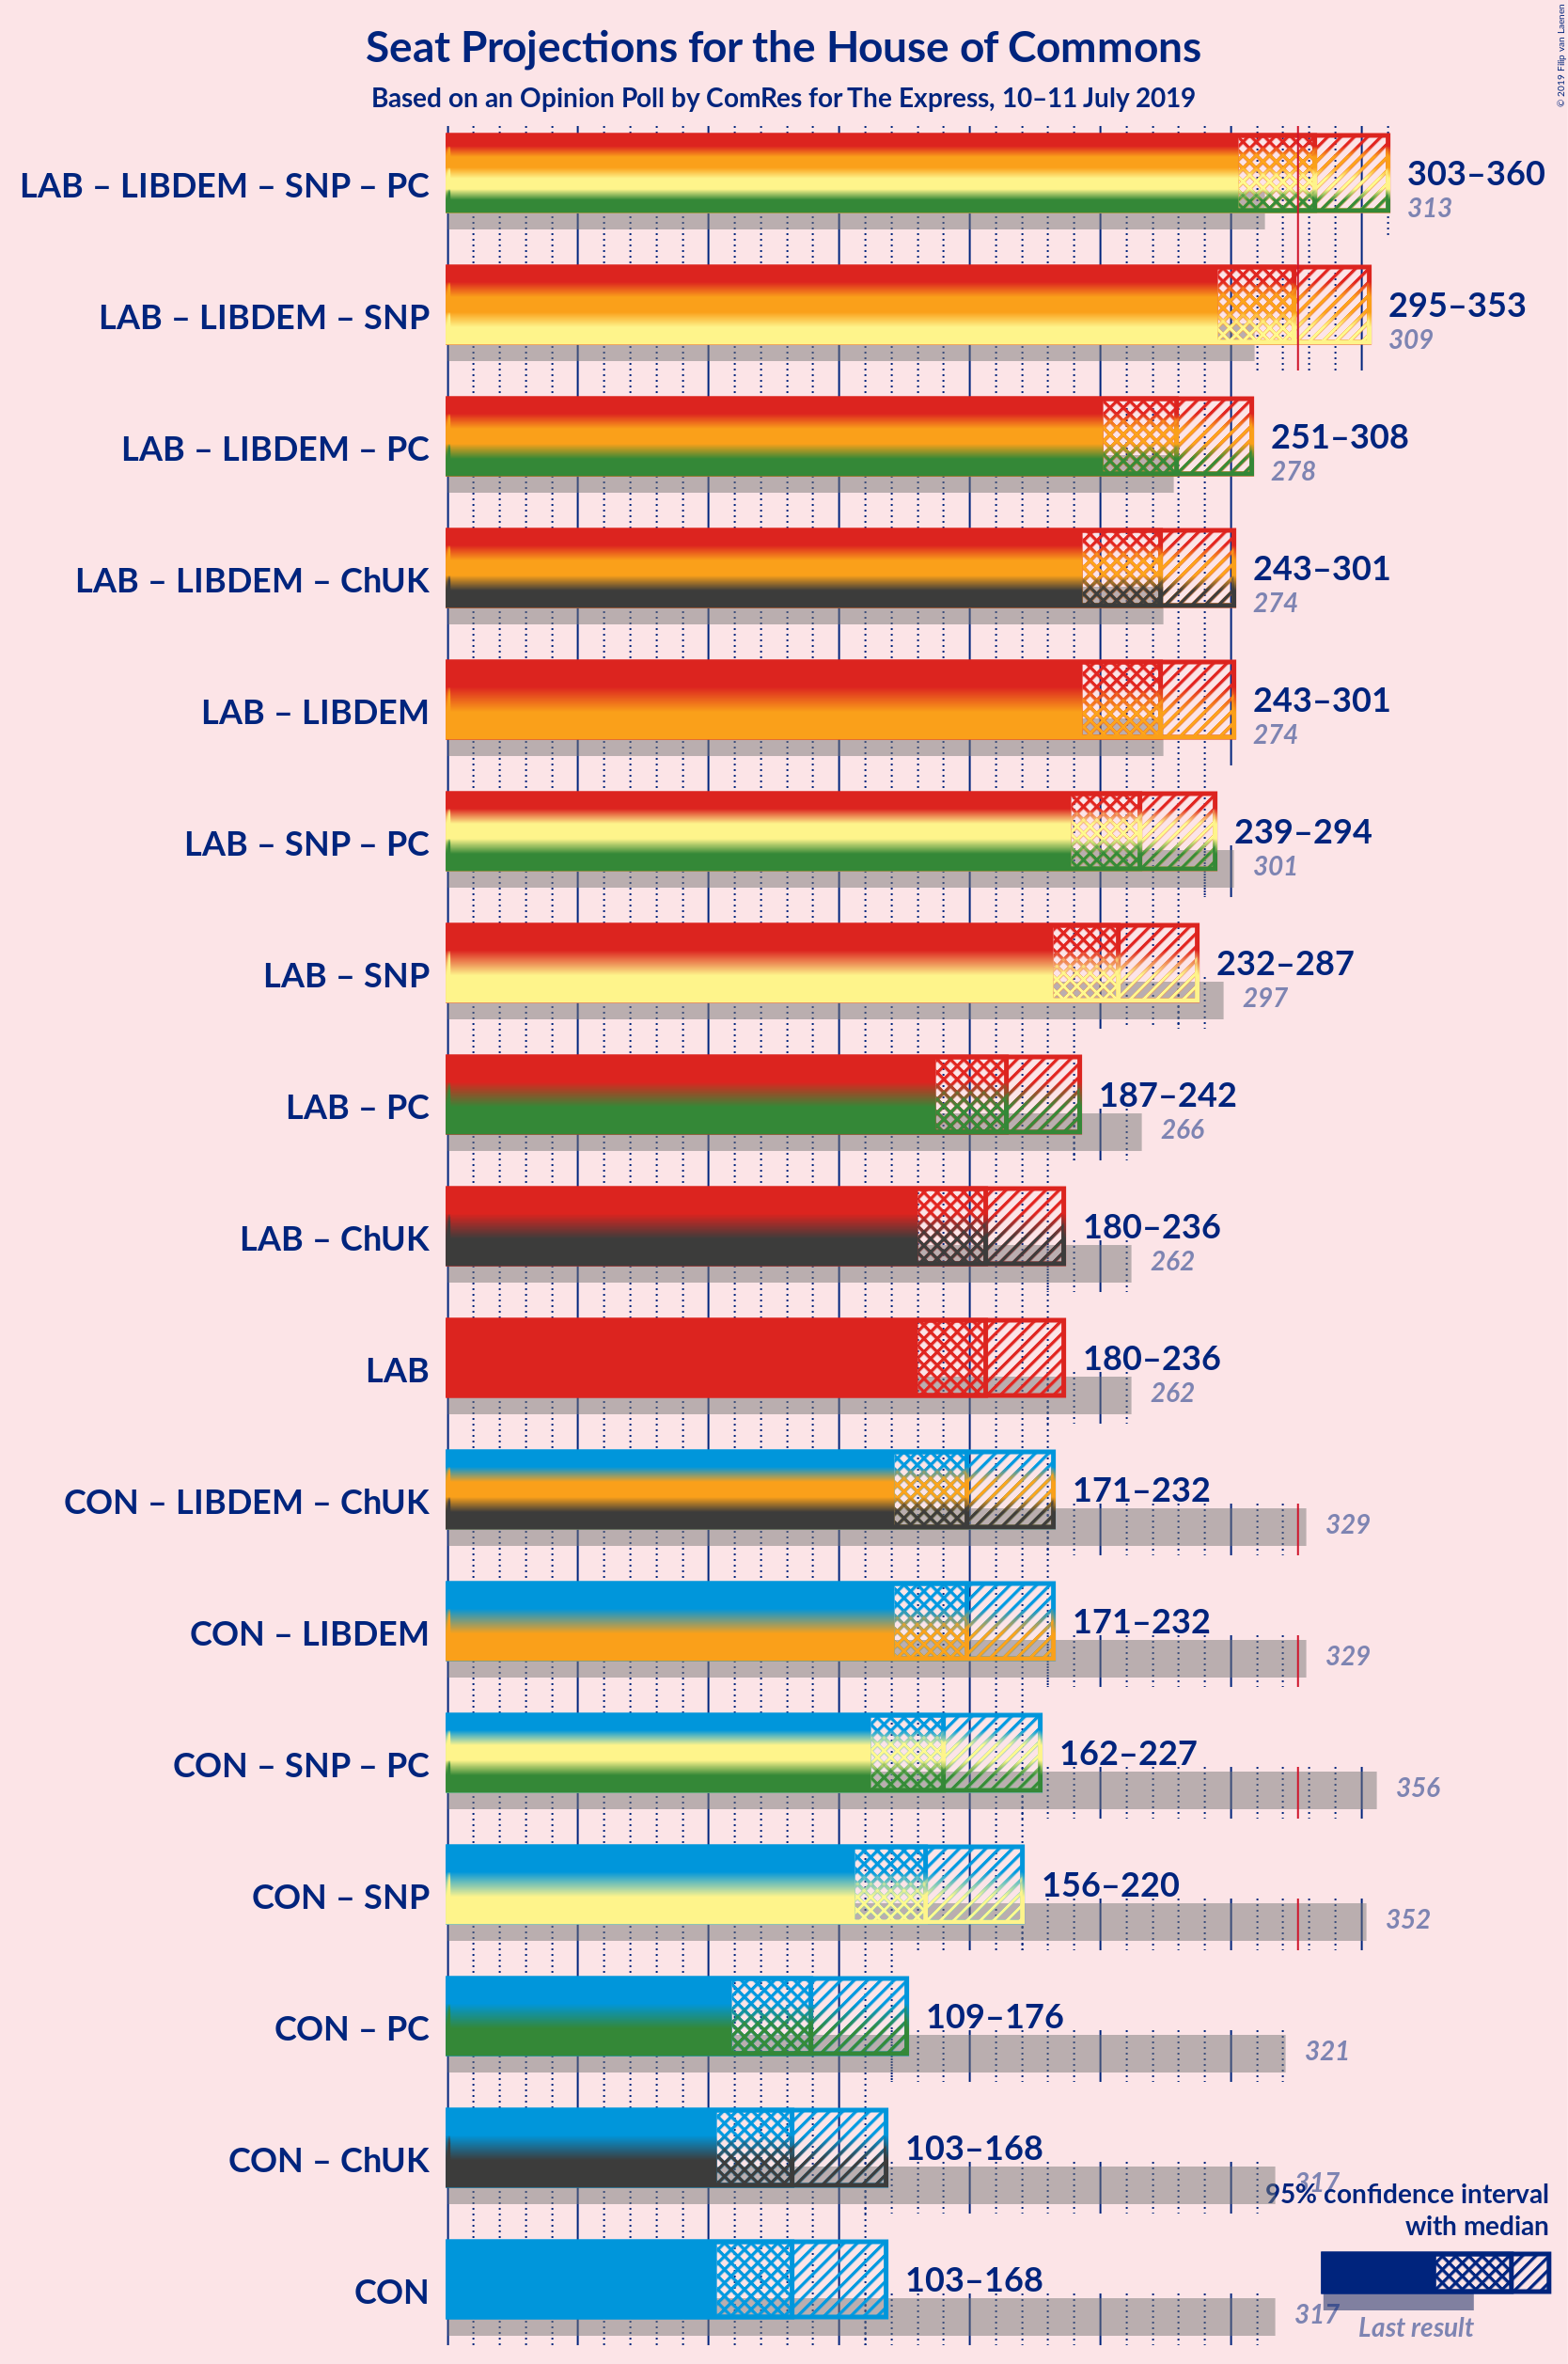 Seat Projections for the House of Commons
Based on an Opinion Poll by ComRes for The Express, 10–11 July 2019
© 2019 Filip van Laenen
LAB – LIBDEM – SNP – PC
303–360
313
LAB – LIBDEM – SNP
295–353
309
LAB – LIBDEM – PC
251–308
278
LAB – LIBDEM – ChUK
243–301
274
LAB – LIBDEM
243–301
274
LAB – SNP – PC
239–294
301
LAB – SNP
232–287
297
LAB – PC
187–242
266
LAB – ChUK
180–236
262
LAB
180–236
262
CON – LIBDEM – ChUK
171–232
329
CON – LIBDEM
171–232
329
CON – SNP – PC
162–227
356
CON – SNP
156–220
352
CON – PC
109–176
321
CON – ChUK
103–168
317
CON
103–168
317
95% confidence interval
with median
Last result